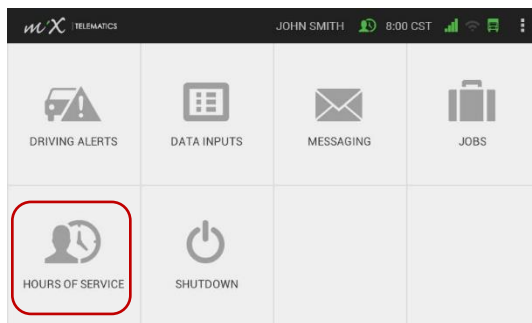 MiX TELEMATICS JOHN SMITH 8:00 CST
DRIVING ALERTS DATA INPUTS MESSAGING JOBS
HOURS OF SERVICE SHUTDOWN